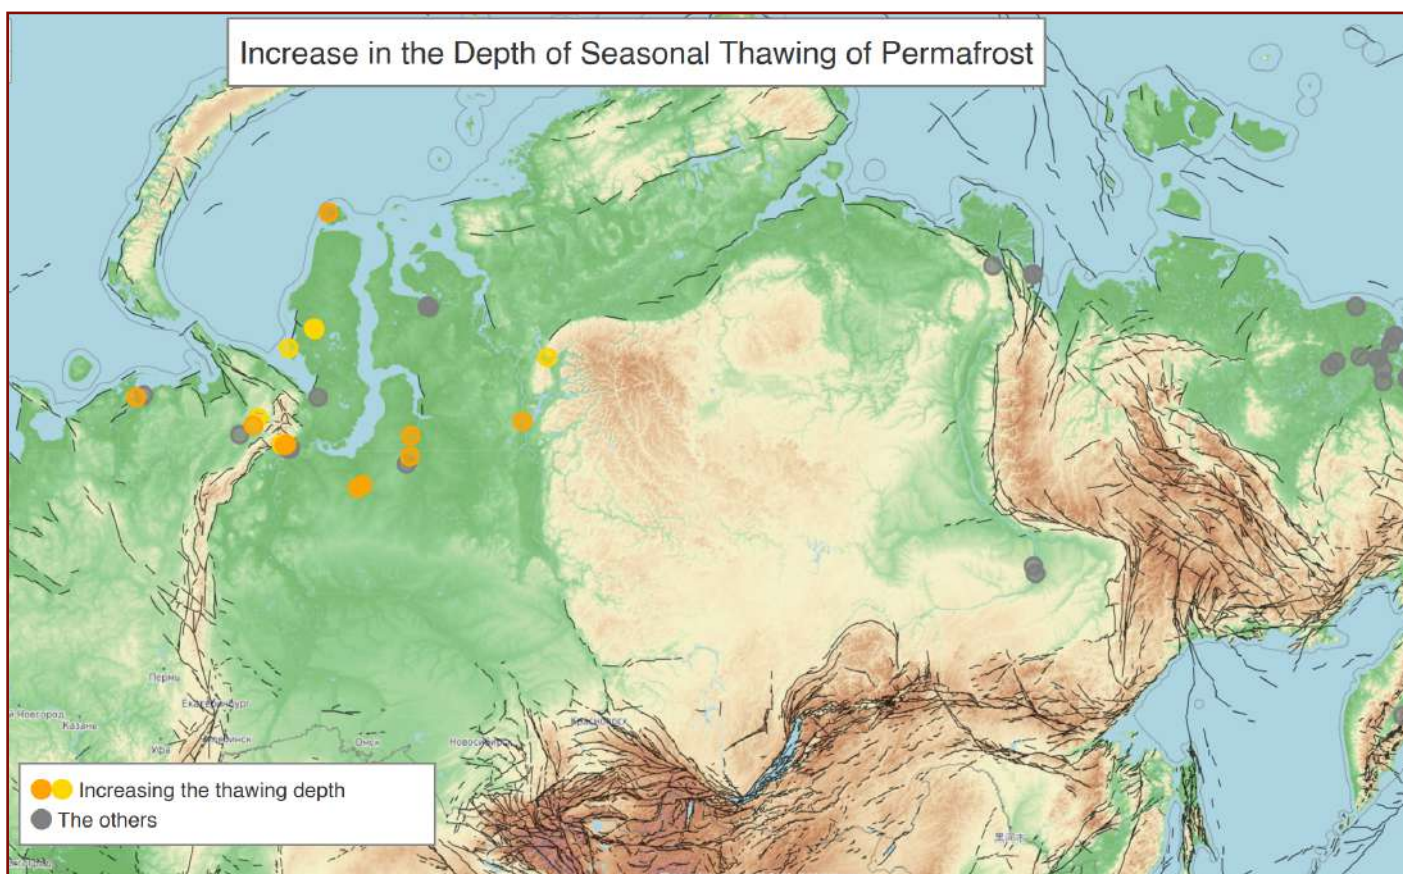 Increase in the Depth of Seasonal Thawing of Permafrost
Пермь
Екатеринбург
Казань
Уфа
Омск
Новосибирск
Красноярск
Increasing the thawing depth
The others